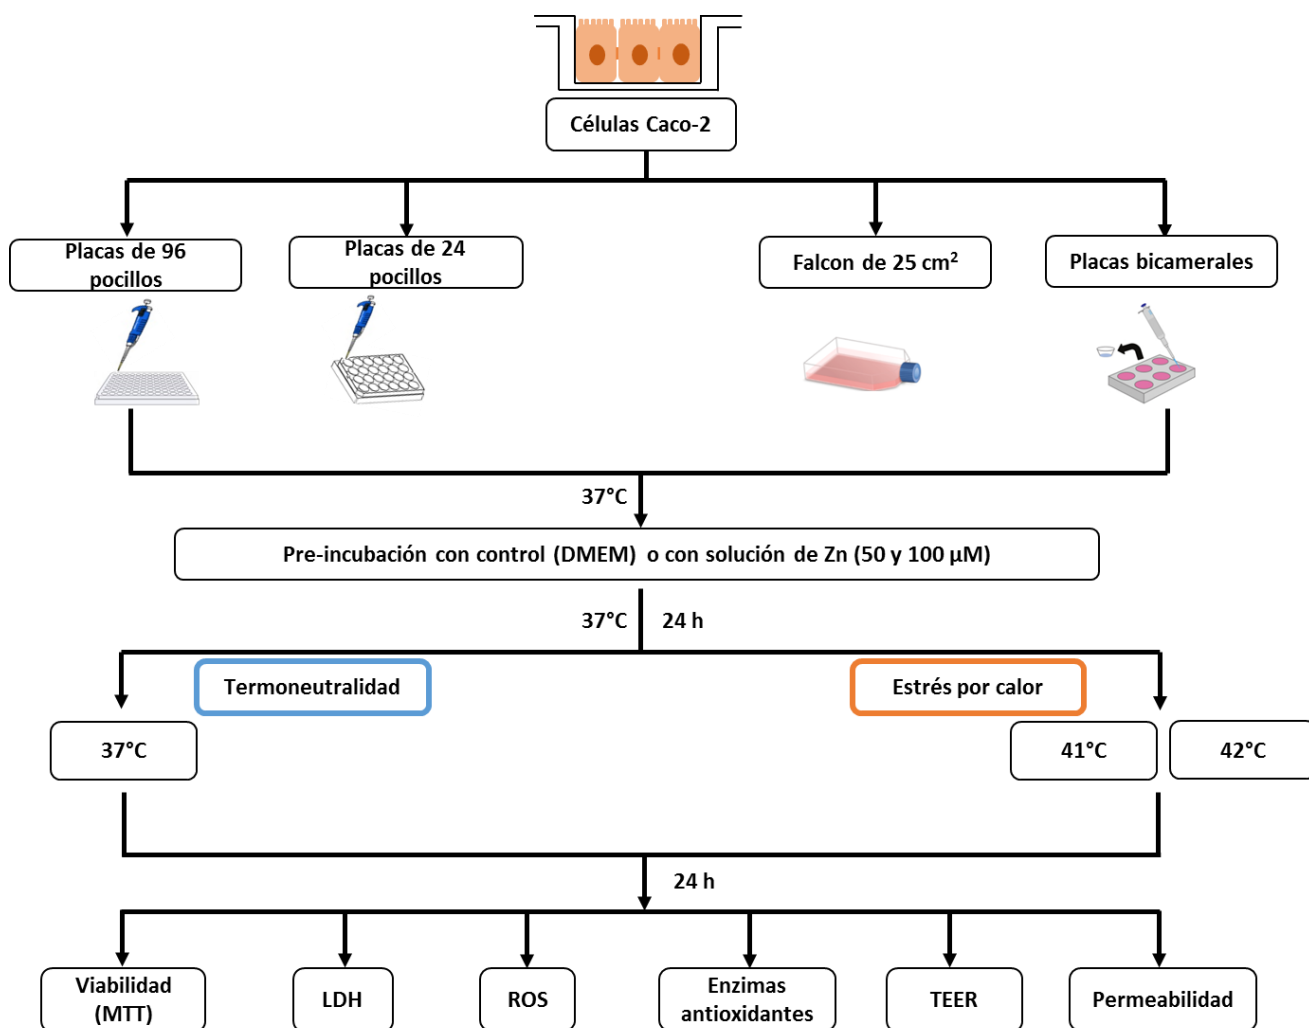 Células Caco-2
Placas de 96
pocillos
Placas de 24
pocillos
Falcon de 25 cm²
Placas bicamerales
37°C
Pre-incubación con control (DMEM) o con solución de Zn (50 y 100 µM)
37°C
24 h
Termoneutralidad
Estrés por calor
37°C
41°C
42°C
24 h
Viabilidad
(MTT)
LDH
ROS
Enzimas
antioxidantes
TEER
Permeabilidad